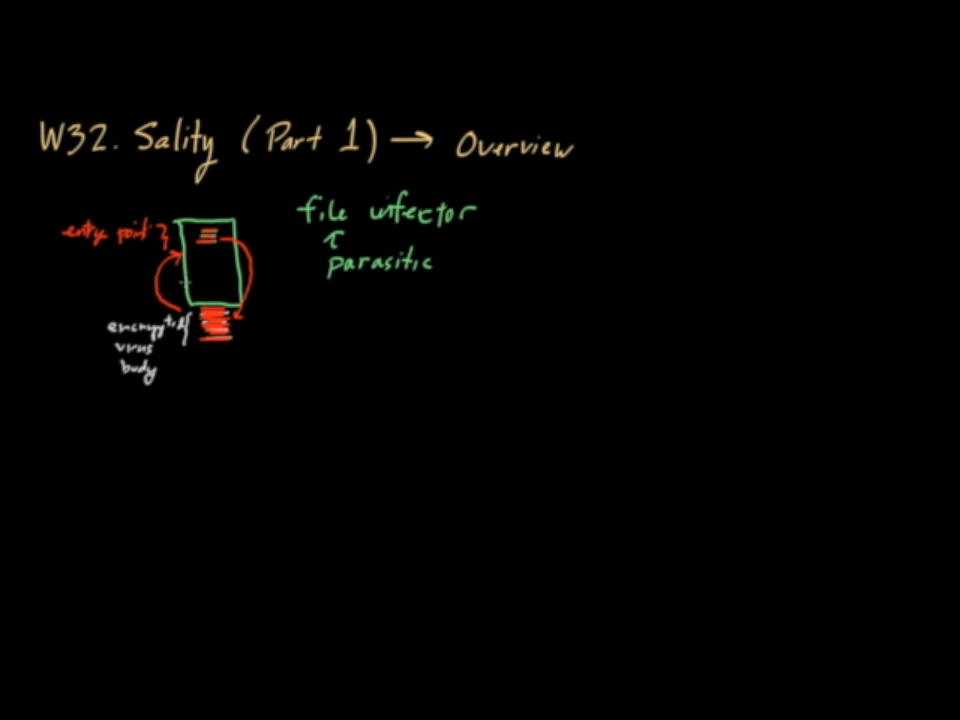 W32. Sality (Part 1) → Overview
file infector
entry point }
↑
parasitic
encrypted {
virus
body